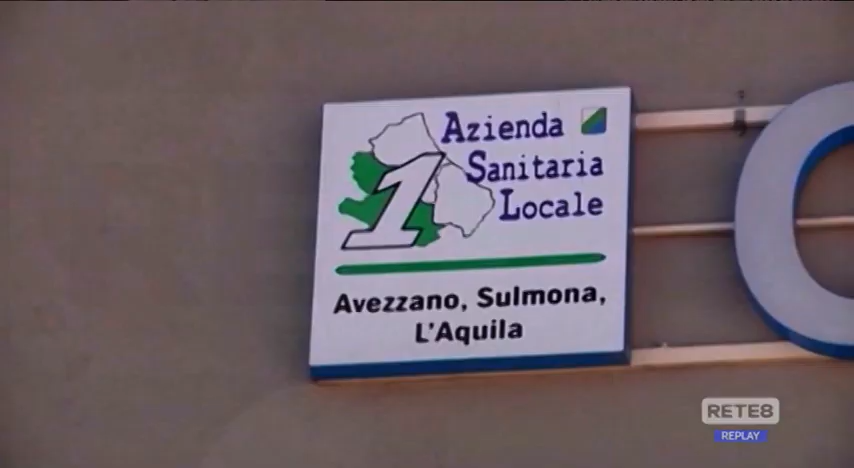 Azienda
Sanitaria
1
Locale
Avezzano, Sulmona,
L'Aquila
RETE8
REPLAY